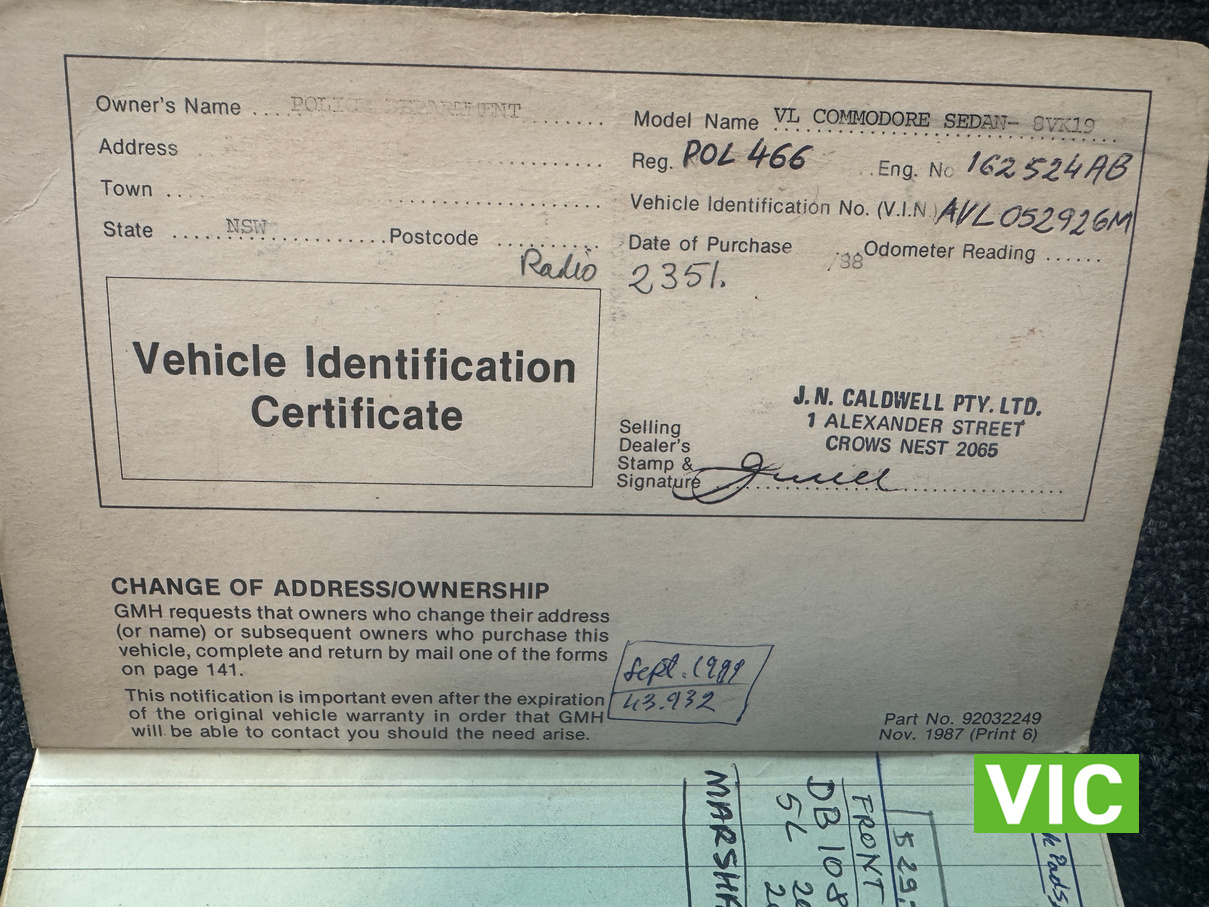 Owner's Name .... POLICE DEPARTMENT .......
Address ..................
Town .. ..................
State ...... NSW ............ Postcode ..........
Radio
Vehicle Identification
Certificate
Model Name VL COMMODORE SEDAN- 8VK19
Reg. POL 466 Eng. No 162524AB
Vehicle Identification No. (V.I.N.) AVL052926M
Date of Purchase /88 Odometer Reading ......
2351.
J.N. CALDWELL PTY. LTD.
1 ALEXANDER STREET
CROWS NEST 2065
Selling
Dealer's
Stamp &
Signature
CHANGE OF ADDRESS/OWNERSHIP
GMH requests that owners who change their address
(or name) or subsequent owners who purchase this
vehicle, complete and return by mail one of the forms
on page 141.
This notification is important even after the expiration
of the original vehicle warranty in order that GMH
will be able to contact you should the need arise.
Sept. 1989
43.932
Part No. 92032249
Nov. 1987 (Print 6)
VIC
FRONT
DB 108
SL